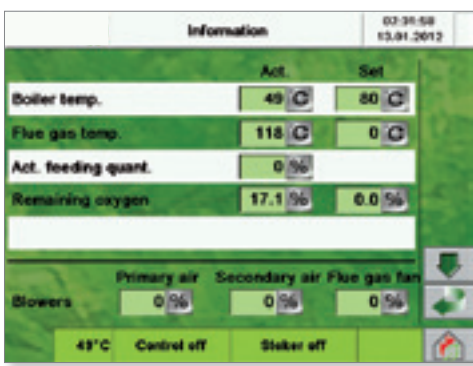 Information
02:31:58
13.01.2012
Act. Set
Boiler temp. 49 C 80 C
Flue gas temp. 118 C 0 C
Act. feeding quant. 0 %
Remaining oxygen 17.1 % 0.0 %
Primary air Secondary air Flue gas fan
Blowers 0 % 0 % 0 %
49°C Control off Stoker off